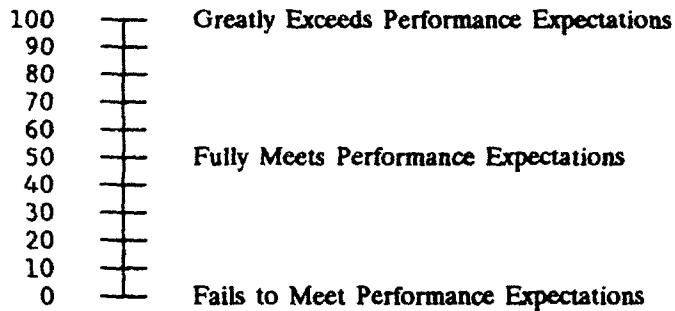 100 Greatly Exceeds Performance Expectations
90
80
70
60
50 Fully Meets Performance Expectations
40
30
20
10
0 Fails to Meet Performance Expectations